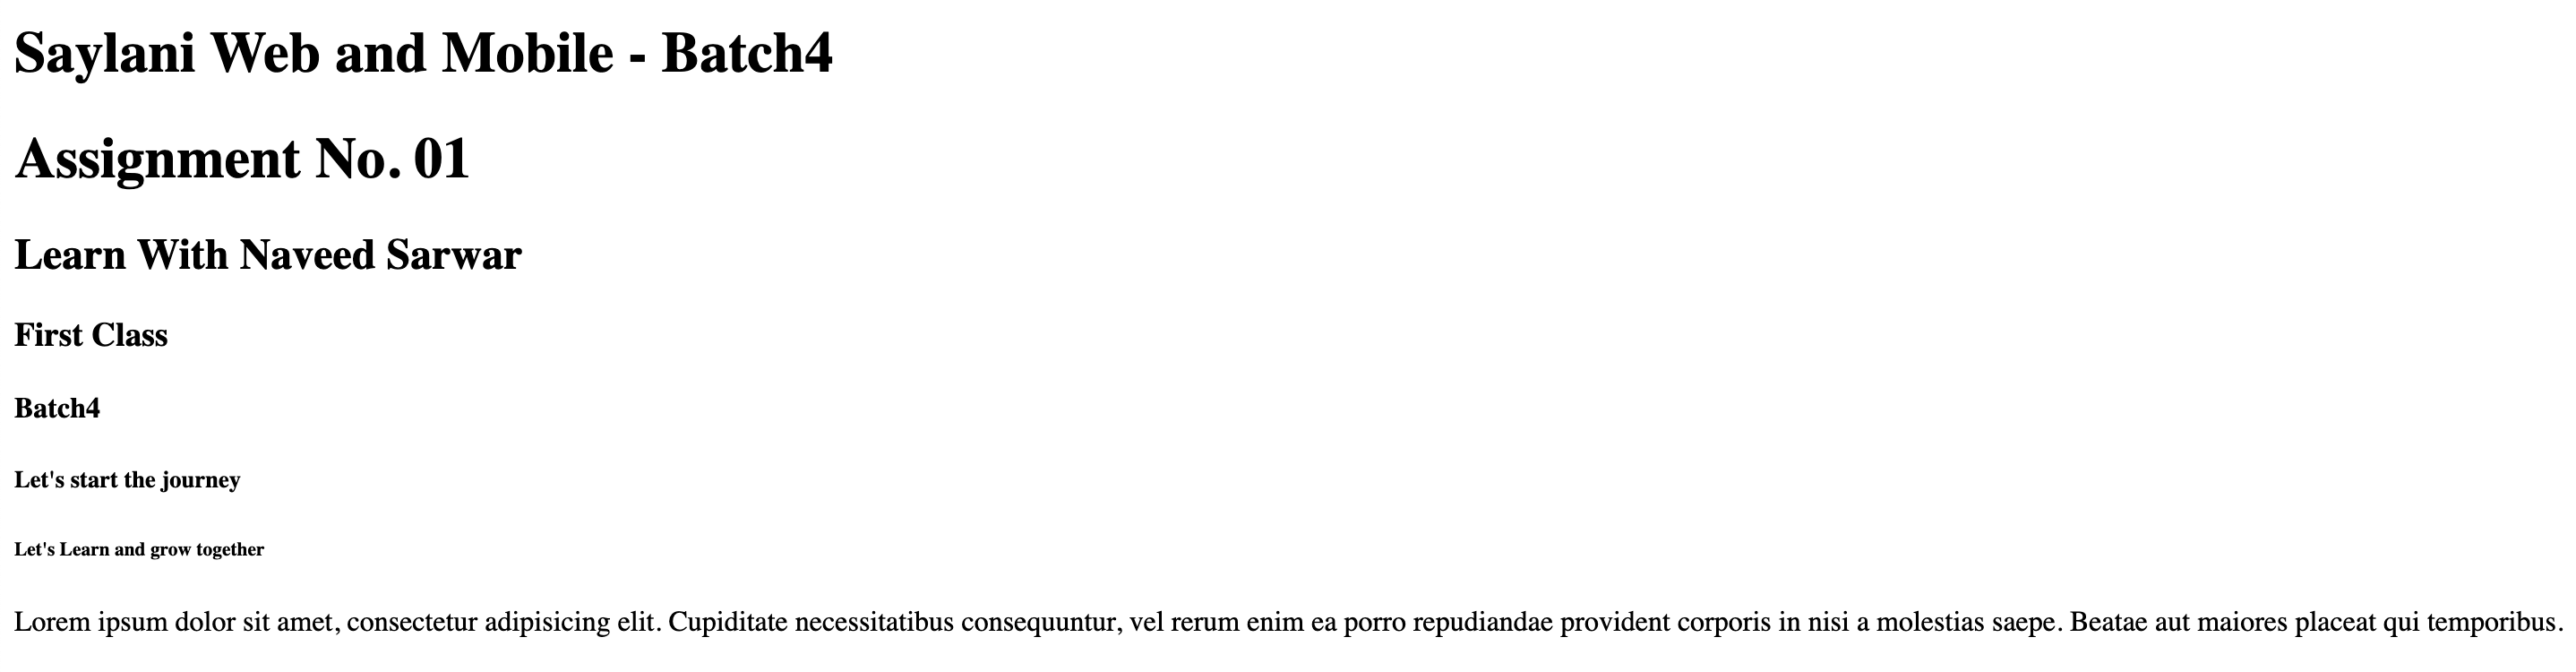 Saylani Web and Mobile - Batch4
Assignment No. 01
Learn With Naveed Sarwar
First Class
Batch4
Let's start the journey
Let's Learn and grow together
Lorem ipsum dolor sit amet, consectetur adipisicing elit. Cupiditate necessitatibus consequuntur, vel rerum enim ea porro repudiandae provident corporis in nisi a molestias saepe. Beatae aut maiores placeat qui temporibus.